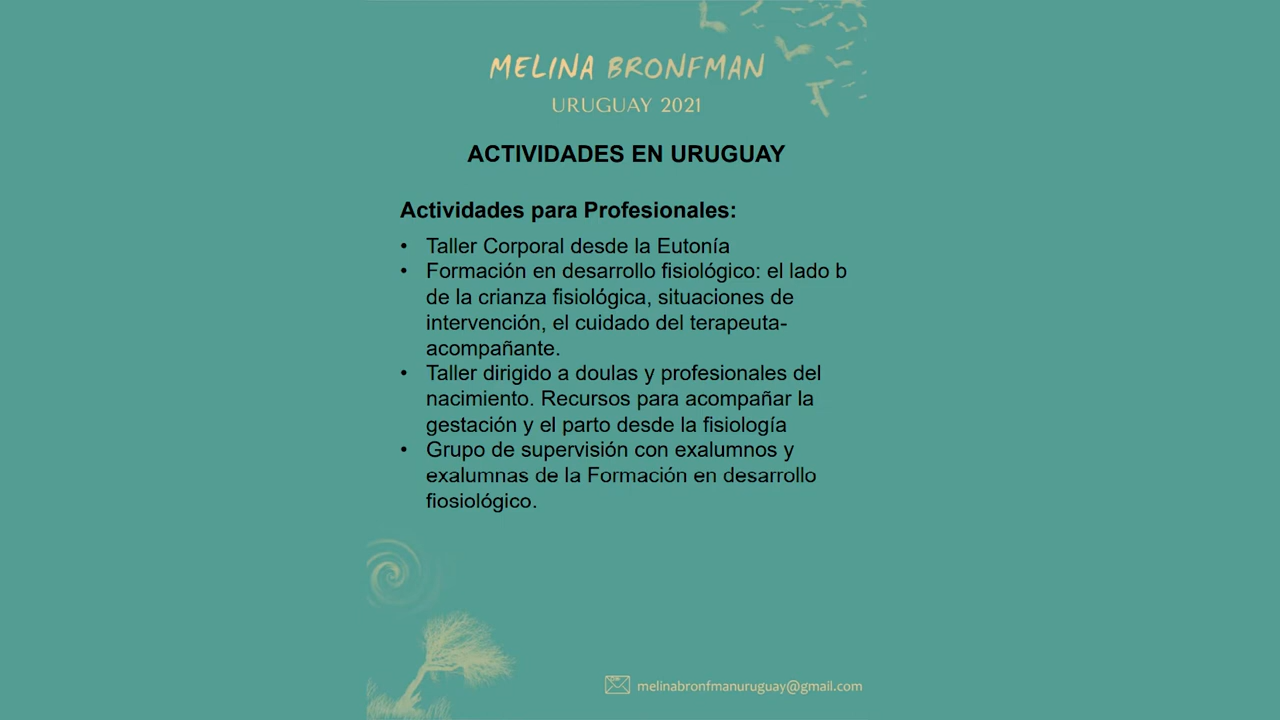 MELINA BRONFMAN
URUGUAY 2021
ACTIVIDADES EN URUGUAY
Actividades para Profesionales:
• Taller Corporal desde la Eutonía
• Formación en desarrollo fisiológico: el lado b
de la crianza fisiológica, situaciones de
intervención, el cuidado del terapeuta-
acompañante.
• Taller dirigido a doulas y profesionales del
nacimiento. Recursos para acompañar la
gestación y el parto desde la fisiología
• Grupo de supervisión con exalumnos y
exalumnas de la Formación en desarrollo
fiosiológico.
melinabronfmanuruguay@gmail.com